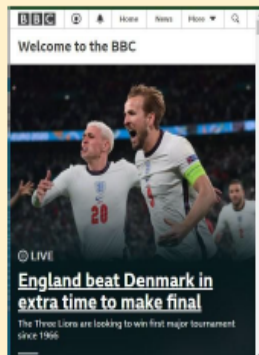 BBC Home News More
Welcome to the BBC
20
LIVE
England beat Denmark in
extra time to make final
The Three Lions are looking to win first major tournament
since 1966